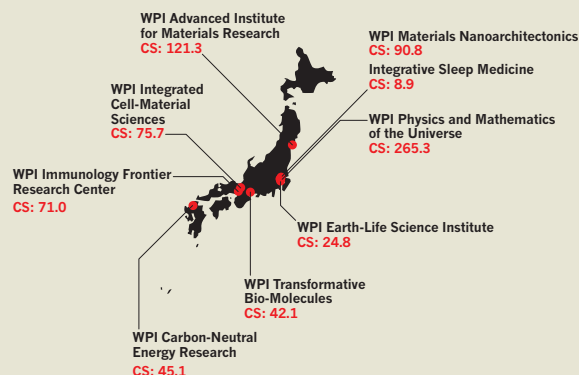 WPI Advanced Institute
for Materials Research
CS: 121.3
WPI Materials Nanoarchitectonics
CS: 90.8
Integrative Sleep Medicine
CS: 8.9
WPI Integrated
Cell-Material
Sciences
CS: 75.7
WPI Physics and Mathematics
of the Universe
CS: 265.3
WPI Immunology Frontier
Research Center
CS: 71.0
WPI Earth-Life Science Institute
CS: 24.8
WPI Transformative
Bio-Molecules
CS: 42.1
WPI Carbon-Neutral
Energy Research
CS: 45.1